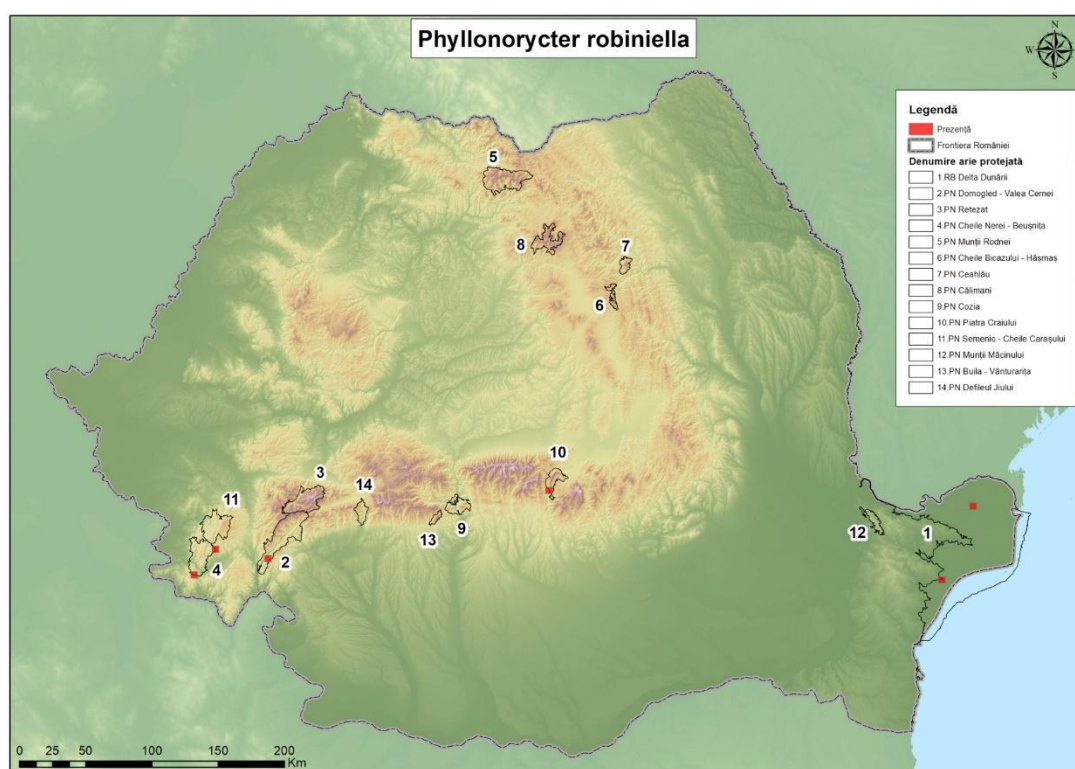 Phyllonorycter robiniella
N
W E
S
Legendă
Prezență
Frontiera României
Denumire arie protejată
1.RB Delta Dunării
2.PN Domogled - Valea Cernei
3.PN Retezat
4.PN Cheile Nerei - Beușnița
5.PN Munții Rodnei
6.PN Cheile Bicazului - Hășmaș
7.PN Ceahlău
8.PN Călimani
9.PN Cozia
10.PN Piatra Craiului
11.PN Semenic - Cheile Carașului
12.PN Munții Măcinului
13.PN Buila - Vânturarița
14.PN Defileul Jiului
5
8
7
6
10
3
14
11
13
9
12
1
4
2
0 25 50 100 150 200
Km